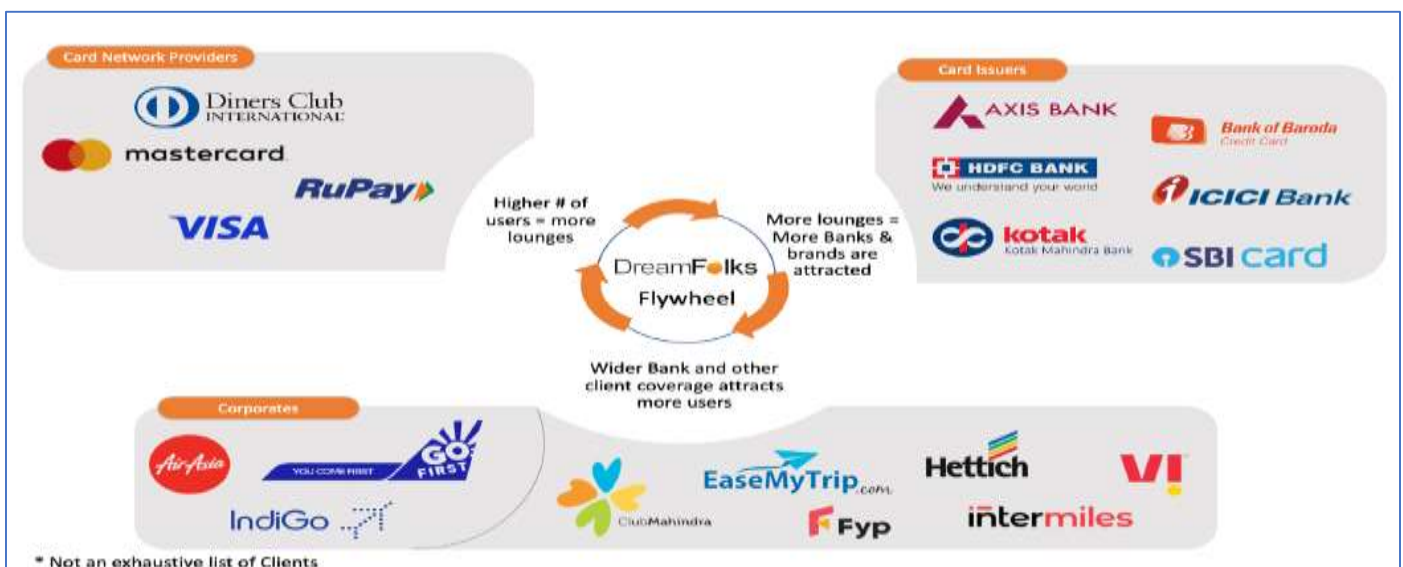 Card Network Providers
Diners Club
INTERNATIONAL
mastercard
RuPay
VISA
Card Issuers
AXIS BANK
Bank of Baroda
Credit Card
HDFC BANK
We understand your world
ICICI Bank
kotak
Kotak Mahindra Bank
SBI card
Higher # of
users = more
lounges
More lounges =
More Banks &
brands are
attracted
DreamFolks
Flywheel
Wider Bank and other
client coverage attracts
more users
Corporates
AirAsia
YOU COME FIRST
GO
FIRST
IndiGo
ClubMahindra
EaseMyTrip.com
Fyp
Hettich
VI
intermiles
* Not an exhaustive list of Clients